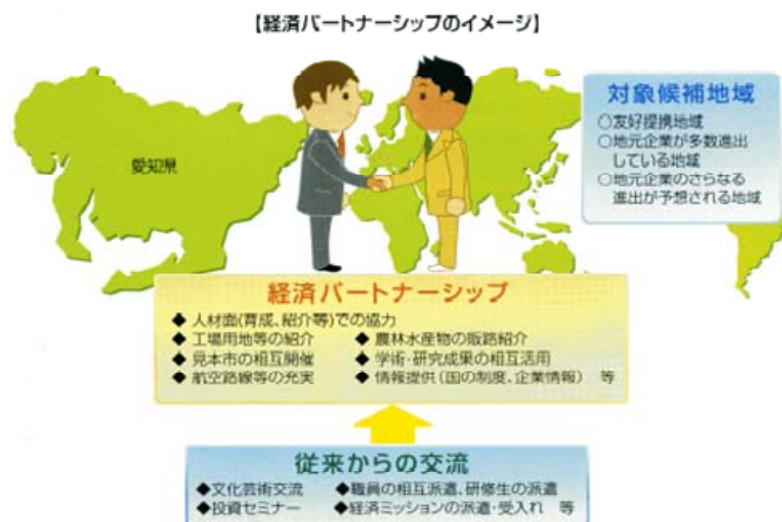 【経済パートナーシップのイメージ】
愛知県
対象候補地域
○友好提携地域
○地元企業が多数進出
している地域
○地元企業のさらなる
進出が予想される地域
経済パートナーシップ
◆ 人材面(育成、紹介等)での協力
◆ 工場用地等の紹介 ◆ 農林水産物の販路紹介
◆ 見本市の相互開催 ◆ 学術・研究成果の相互活用
◆ 航空路線等の充実 ◆ 情報提供(国の制度、企業情報) 等
従来からの交流
◆文化芸術交流 ◆職員の相互派遣、研修生の派遣
◆投資セミナー ◆経済ミッションの派遣・受入れ 等